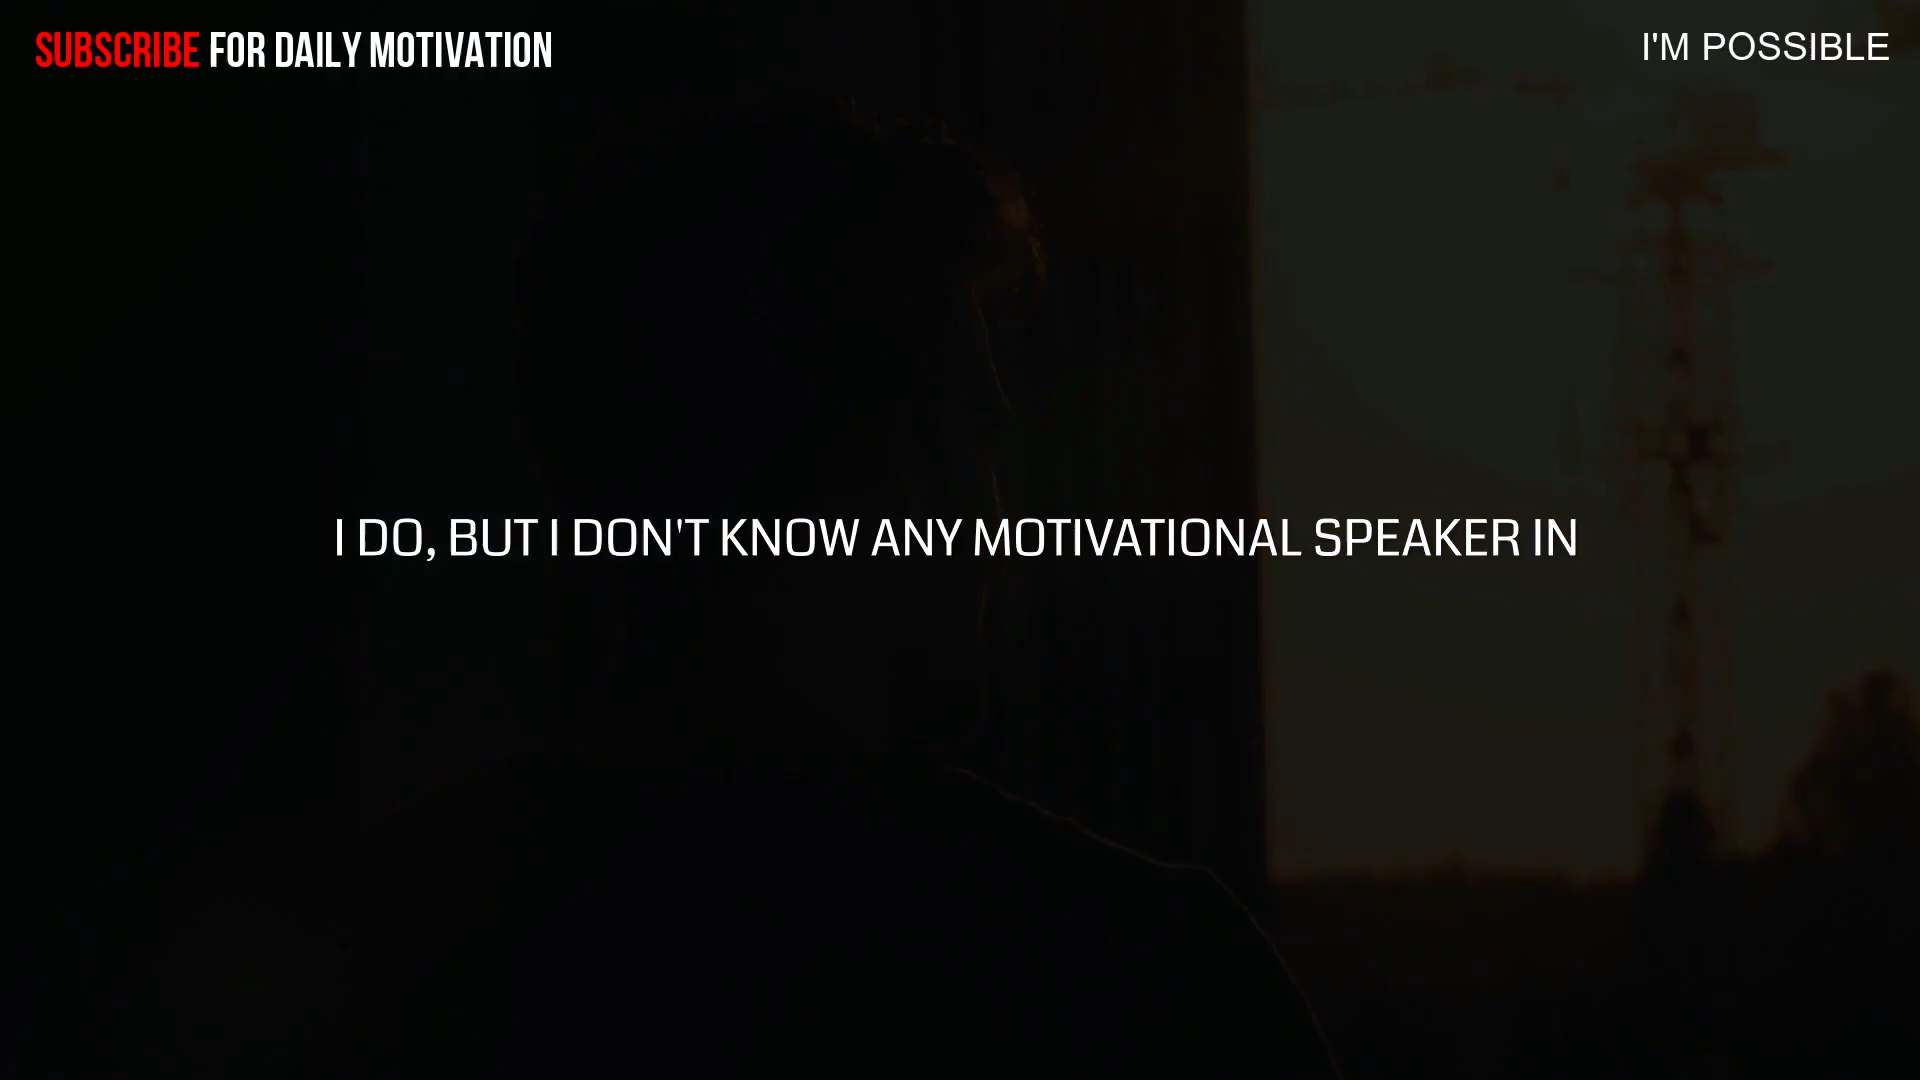 SUBSCRIBE FOR DAILY MOTIVATION
I'M POSSIBLE
I DO, BUT I DON'T KNOW ANY MOTIVATIONAL SPEAKER IN